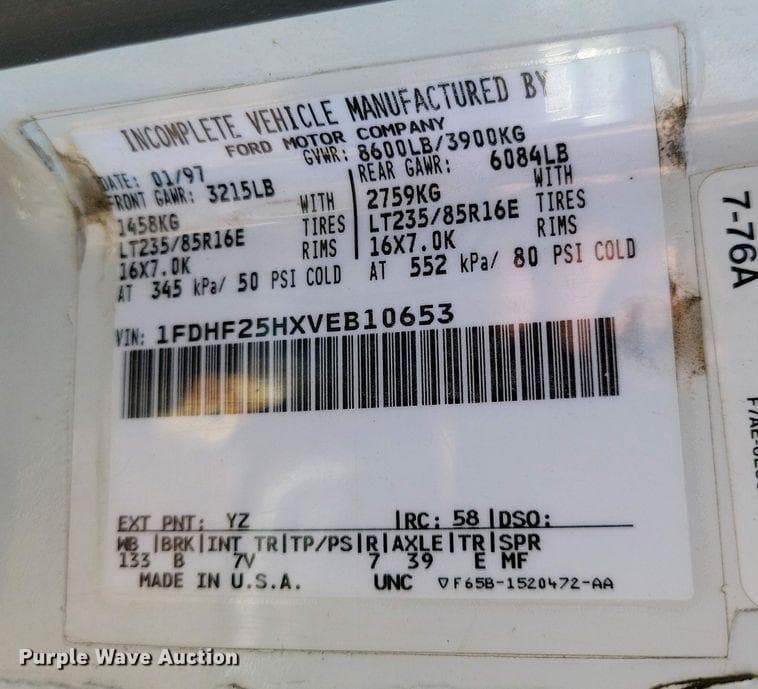 INCOMPLETE VEHICLE MANUFACTURED BY
FORD MOTOR COMPANY
DATE: 01/97 GVWR: 8600LB/3900KG
FRONT GAWR: 3215LB REAR GAWR: 6084LB
1458KG WITH 2759KG WITH
LT235/85R16E TIRES LT235/85R16E TIRES
16X7.0K RIMS 16X7.0K RIMS
AT 345 kPa/ 50 PSI COLD AT 552 kPa/ 80 PSI COLD
VIN: 1FDHF25HXVEB10653
EXT PNT: YZ RC: 58 DSO:
WB |BRK|INT TR|TP/PS|R|AXLE|TR|SPR
133 B 7V 7 39 E MF
MADE IN U.S.A. UNC ▽F65B-1520472-AA
7-76A
Purple Wave Auction